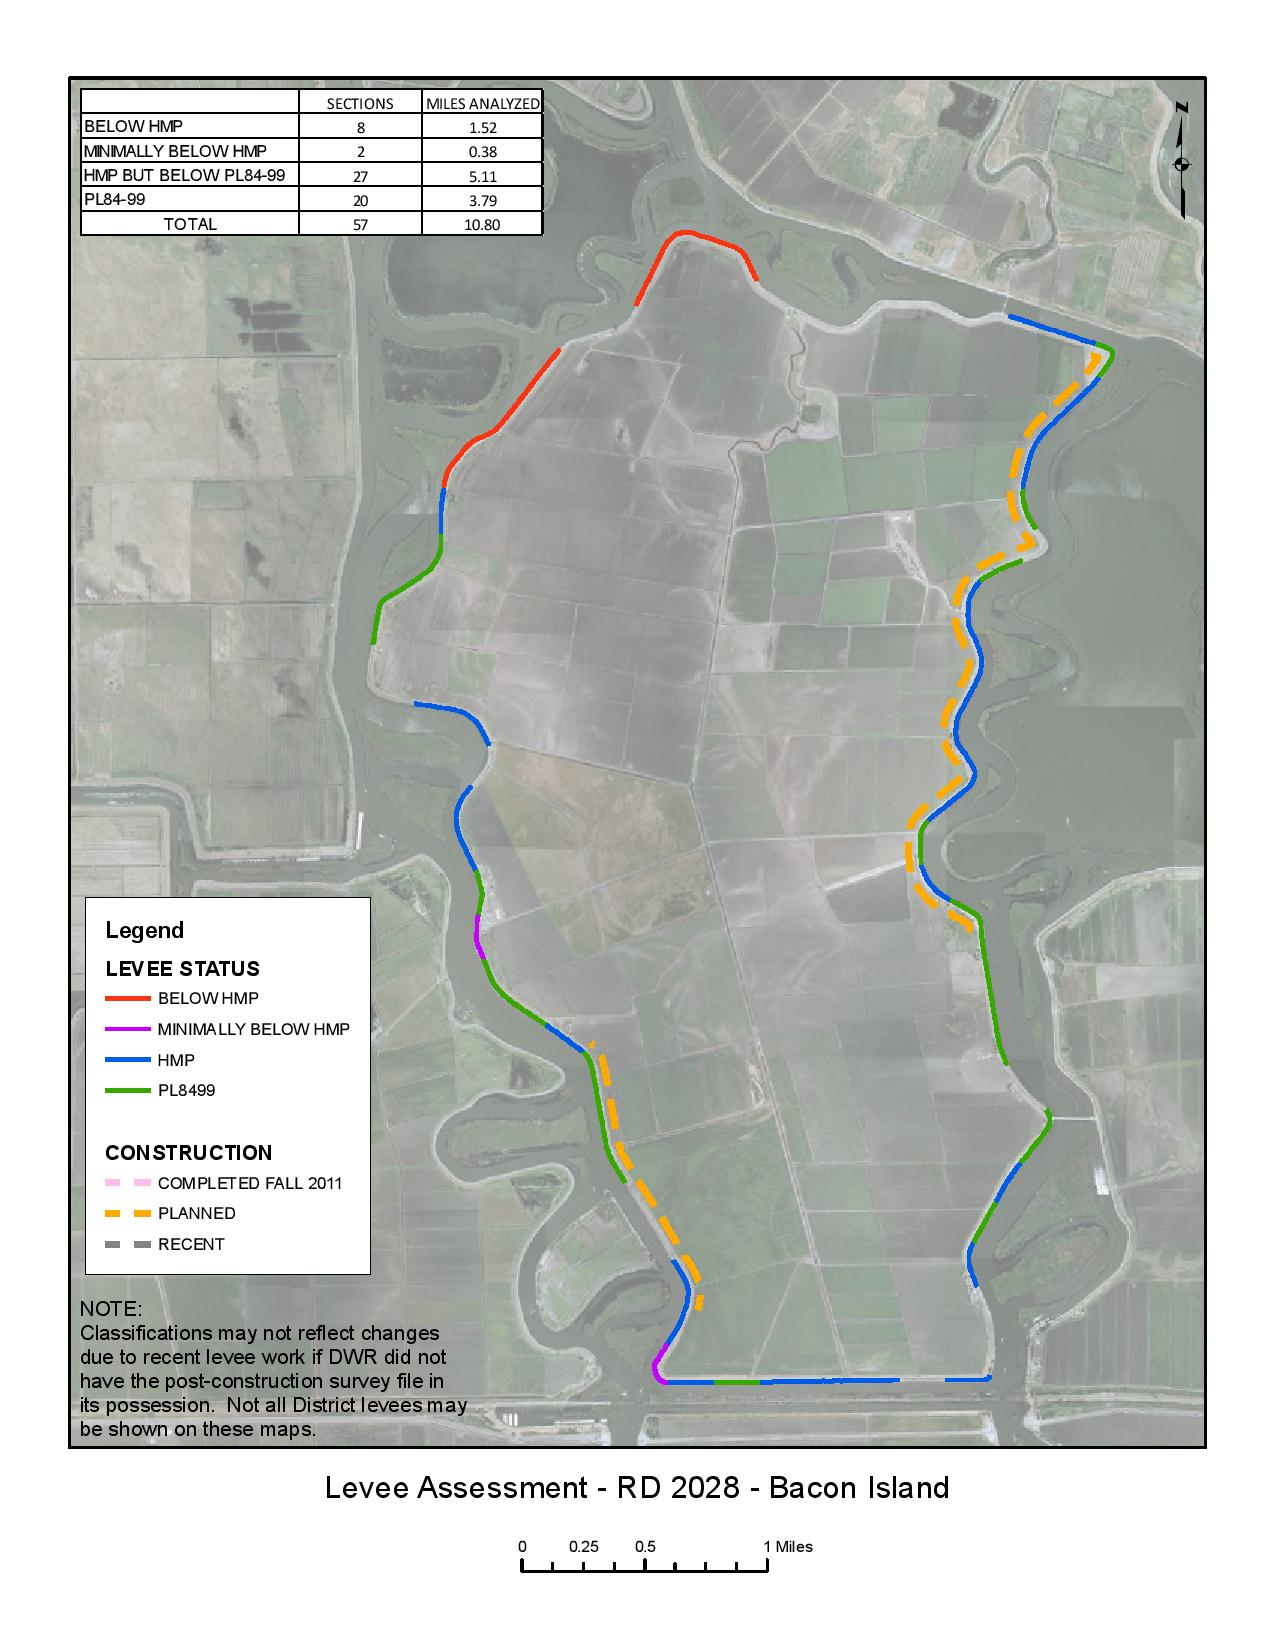 SECTIONS MILES ANALYZED
BELOW HMP 8 1.52
MINIMALLY BELOW HMP 2 0.38
HMP BUT BELOW PL84-99 27 5.11
PL84-99 20 3.79
TOTAL 57 10.80
N
Legend
LEVEE STATUS
BELOW HMP
MINIMALLY BELOW HMP
HMP
PL8499
CONSTRUCTION
COMPLETED FALL 2011
PLANNED
RECENT
NOTE:
Classifications may not reflect changes
due to recent levee work if DWR did not
have the post-construction survey file in
its possession. Not all District levees may
be shown on these maps.
Levee Assessment - RD 2028 - Bacon Island
0 0.25 0.5 1 Miles